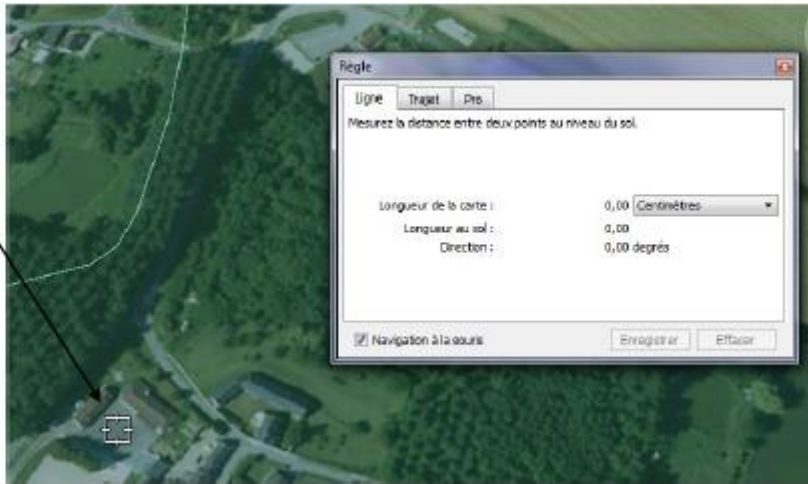 Règle
Ligne Trajet Pro
Mesurez la distance entre deux points au niveau du sol.
Longueur de la carte : 0,00 Centimètres
Longueur au sol : 0,00
Direction : 0,00 degrés
Navigation à la souris Enregistrer Effacer